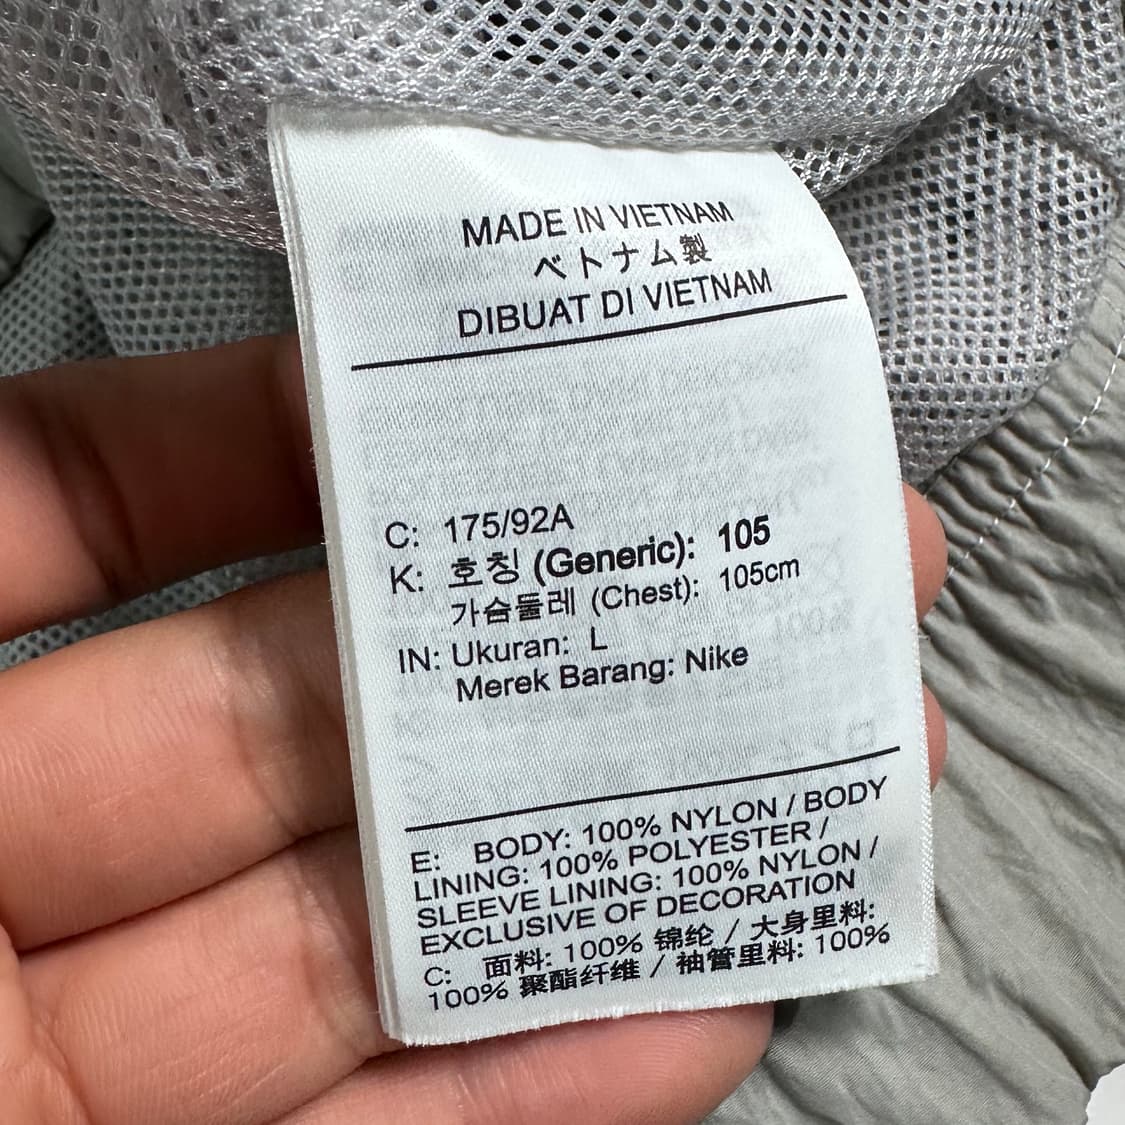 MADE IN VIETNAM
ベトナム製
DIBUAT DI VIETNAM
C: 175/92A
K: 호칭 (Generic): 105
가슴둘레 (Chest): 105cm
IN: Ukuran: L
Merek Barang: Nike
E: BODY: 100% NYLON / BODY
LINING: 100% POLYESTER /
SLEEVE LINING: 100% NYLON /
EXCLUSIVE OF DECORATION
C: 面料: 100% 锦纶 / 大身里料:
100% 聚酯纤维 / 袖管里料: 100%